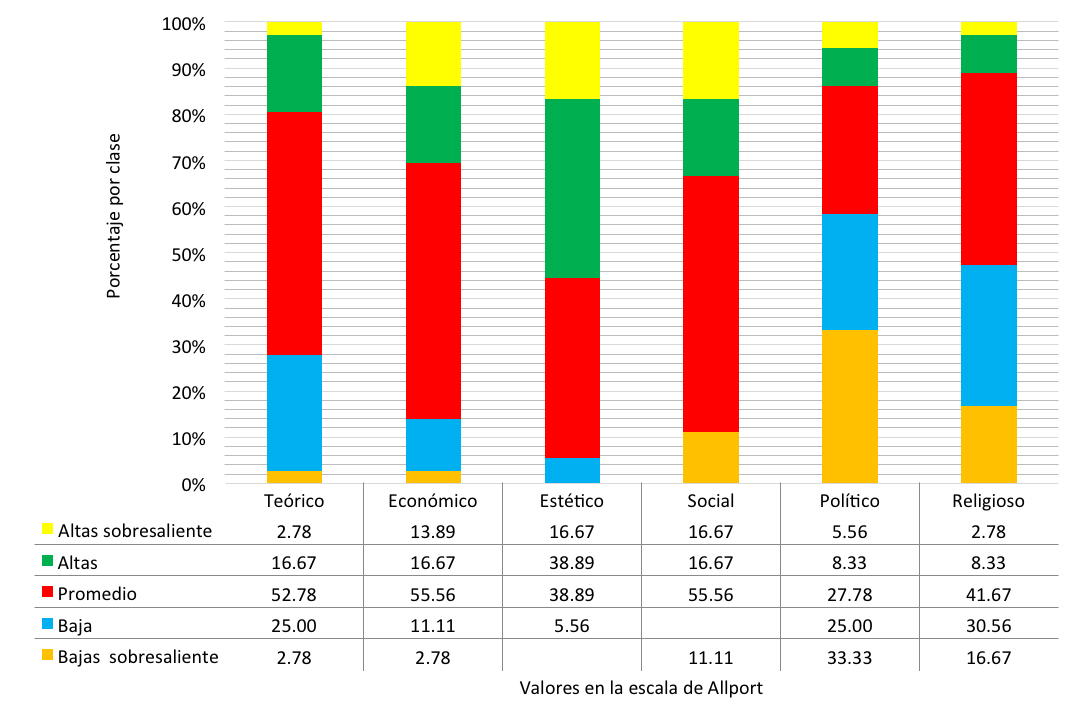 100%
90%
80%
70%
60%
50%
40%
30%
20%
10%
0%
Porcentaje por clase
Teórico Económico Estético Social Político Religioso
Altas sobresaliente 2.78 13.89 16.67 16.67 5.56 2.78
Altas 16.67 16.67 38.89 16.67 8.33 8.33
Promedio 52.78 55.56 38.89 55.56 27.78 41.67
Baja 25.00 11.11 5.56 25.00 30.56
Bajas sobresaliente 2.78 2.78 11.11 33.33 16.67
Valores en la escala de Allport